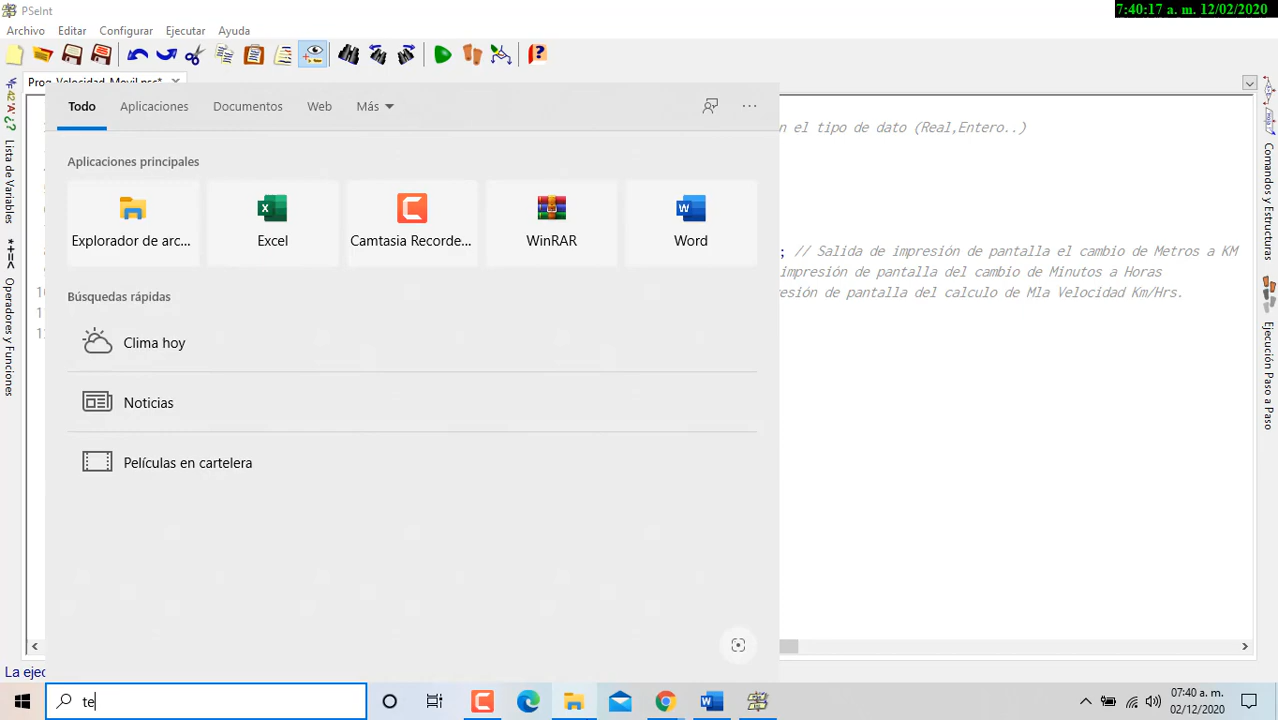 PSeInt
7:40:17 a. m. 12/02/2020
Archivo Editar Configurar Ejecutar Ayuda
Prog_Velocidad_Movil.psc*
Todo Aplicaciones Documentos Web Más
n el tipo de dato (Real,Entero..)
Aplicaciones principales
Explorador de arc... Excel Camtasia Recorde... WinRAR Word
; // Salida de impresión de pantalla el cambio de Metros a KM
impresión de pantalla del cambio de Minutos a Horas
esión de pantalla del calculo de Mla Velocidad Km/Hrs.
Búsquedas rápidas
Clima hoy
Noticias
Películas en cartelera
Lista de Variables
Operadores y Funciones
Comandos y Estructuras
Ejecución Paso a Paso
La ejec
te
07:40 a. m.
02/12/2020